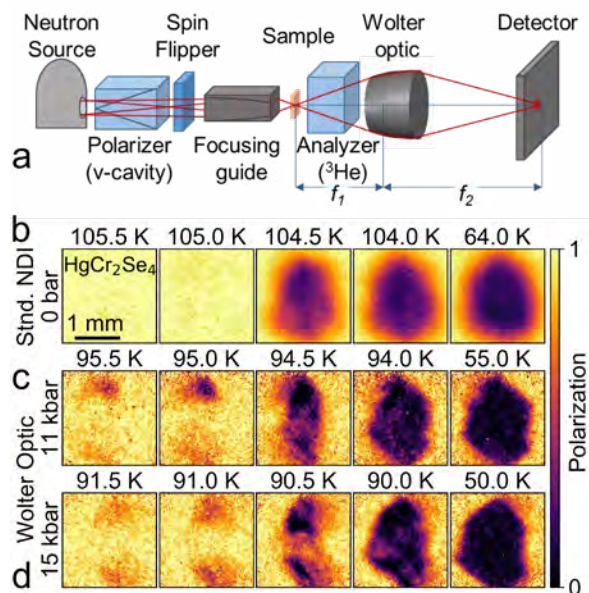 Neutron Source
Spin Flipper
Sample
Wolter optic
Detector
Polarizer (v-cavity)
Focusing guide
Analyzer (³He)
f₁
f₂
a
b
105.5 K 105.0 K 104.5 K 104.0 K 64.0 K
HgCr₂Se₄
1 mm
Stnd. NDI
0 bar
c
95.5 K 95.0 K 94.5 K 94.0 K 55.0 K
11 kbar
Wolter Optic
91.5 K 91.0 K 90.5 K 90.0 K 50.0 K
15 kbar
d
1
Polarization
0